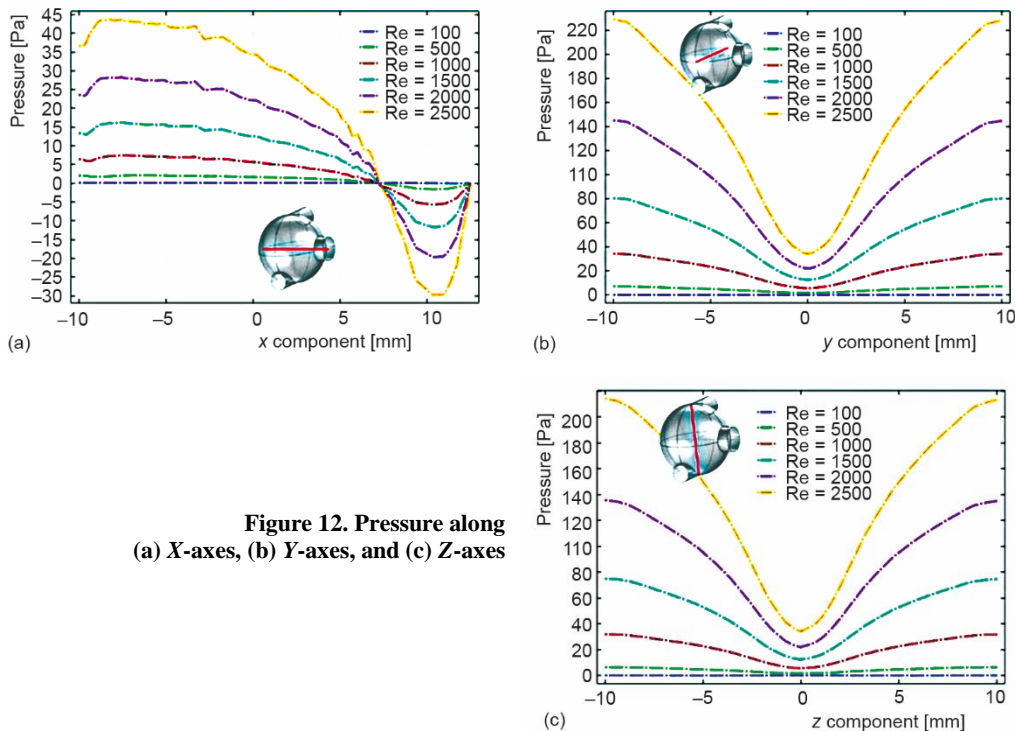 45
40
35
30
25
20
15
10
5
0
–5
–10
–15
–20
–25
–30
Pressure [Pa]
Re = 100
Re = 500
Re = 1000
Re = 1500
Re = 2000
Re = 2500
–10 –5 0 5 10
x component [mm]
(a)
220
200
180
160
140
120
100
80
60
40
20
0
Pressure [Pa]
Re = 100
Re = 500
Re = 1000
Re = 1500
Re = 2000
Re = 2500
–10 –5 0 5 10
y component [mm]
(b)
200
180
160
140
120
110
80
60
40
20
0
Pressure [Pa]
Re = 100
Re = 500
Re = 1000
Re = 1500
Re = 2000
Re = 2500
–10 –5 0 5 10
z component [mm]
(c)
Figure 12. Pressure along
(a) X-axes, (b) Y-axes, and (c) Z-axes